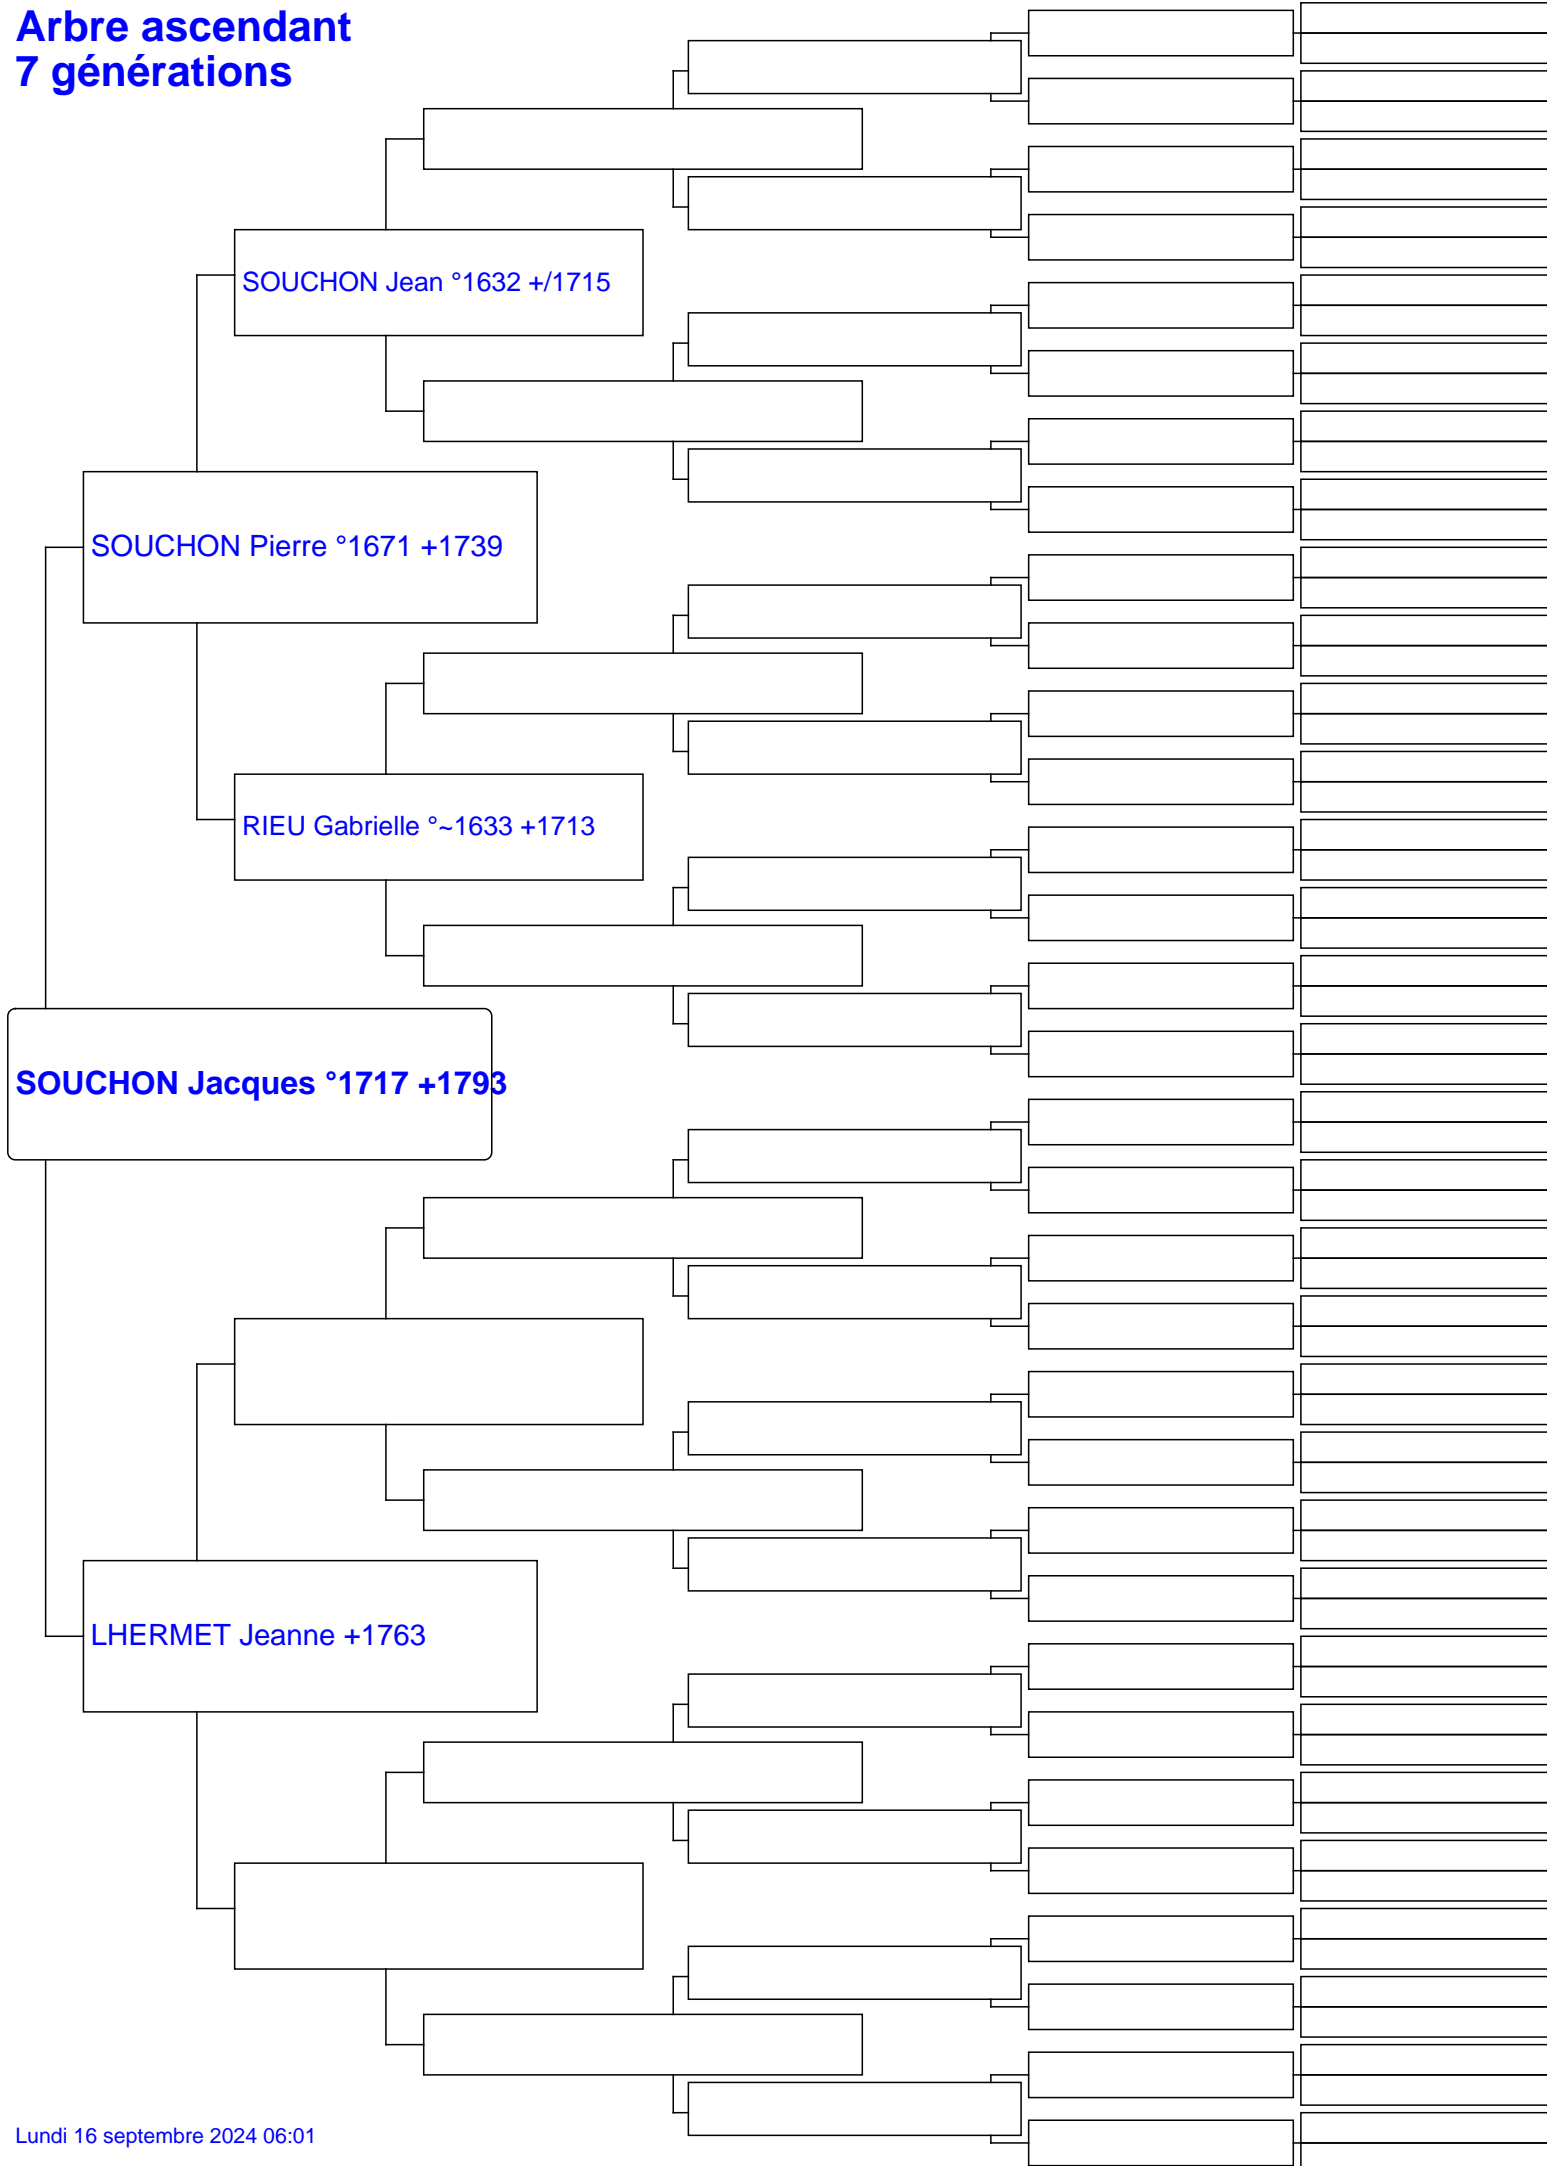 Arbre ascendant
7 générations
SOUCHON Jean °1632 +/1715
SOUCHON Pierre °1671 +1739
RIEU Gabrielle °~1633 +1713
SOUCHON Jacques °1717 +1793
LHERMET Jeanne +1763
Lundi 16 septembre 2024 06:01